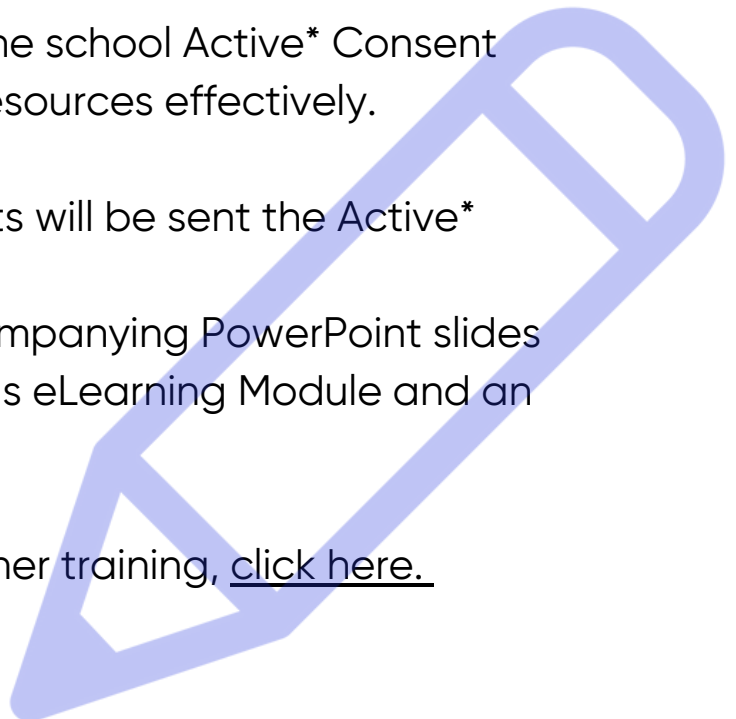 he school Active* Consent
esources effectively.
ts will be sent the Active*
mpanying PowerPoint slides
s eLearning Module and an
her training, click here.